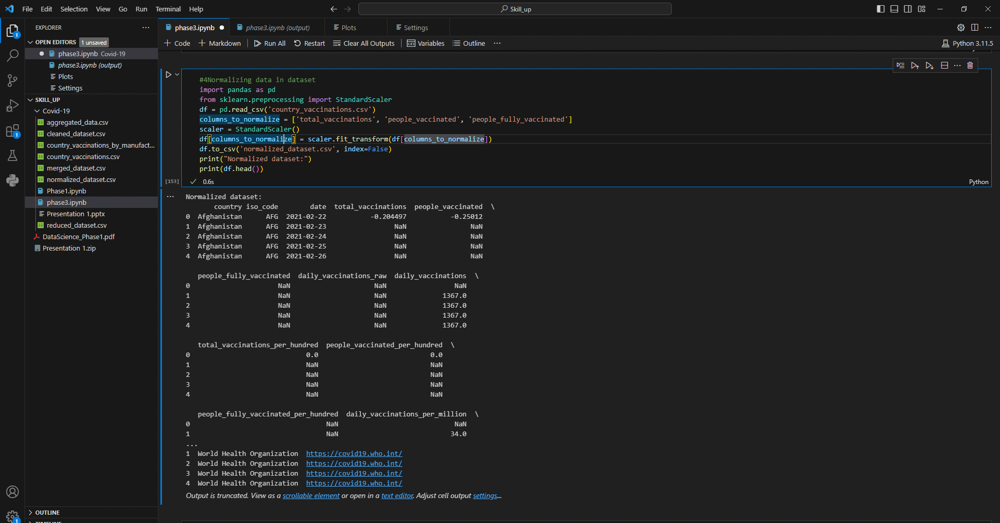 File Edit Selection View Go Run Terminal Help
Skill_up
EXPLORER
OPEN EDITORS 1 unsaved
phase3.ipynb Covid-19
phase3.ipynb (output)
Plots
Settings
SKILL_UP
Covid-19
aggregated_data.csv
cleaned_dataset.csv
country_vaccinations_by_manufact...
country_vaccinations.csv
merged_dataset.csv
normalized_dataset.csv
Phase1.ipynb
phase3.ipynb
Presentation 1.pptx
reduced_dataset.csv
DataScience_Phase1.pdf
Presentation 1.zip
OUTLINE
TIMELINE
1
1
1
phase3.ipynb phase3.ipynb (output) Plots Settings
+ Code + Markdown Run All Restart Clear All Outputs Variables Outline ... Python 3.11.5
#4Normalizing data in dataset
import pandas as pd
from sklearn.preprocessing import StandardScaler
df = pd.read_csv('country_vaccinations.csv')
columns_to_normalize = ['total_vaccinations', 'people_vaccinated', 'people_fully_vaccinated']
scaler = StandardScaler()
df[columns_to_normalize] = scaler.fit_transform(df[columns_to_normalize])
df.to_csv('normalized_dataset.csv', index=False)
print("Normalized dataset:")
print(df.head())
[153] 0.6s Python
Normalized dataset:
country iso_code date total_vaccinations people_vaccinated \
0 Afghanistan AFG 2021-02-22 -0.204497 -0.25012
1 Afghanistan AFG 2021-02-23 NaN NaN
2 Afghanistan AFG 2021-02-24 NaN NaN
3 Afghanistan AFG 2021-02-25 NaN NaN
4 Afghanistan AFG 2021-02-26 NaN NaN
people_fully_vaccinated daily_vaccinations_raw daily_vaccinations \
0 NaN NaN NaN
1 NaN NaN 1367.0
2 NaN NaN 1367.0
3 NaN NaN 1367.0
4 NaN NaN 1367.0
total_vaccinations_per_hundred people_vaccinated_per_hundred \
0 0.0 0.0
1 NaN NaN
2 NaN NaN
3 NaN NaN
4 NaN NaN
people_fully_vaccinated_per_hundred daily_vaccinations_per_million \
0 NaN NaN
1 NaN 34.0
...
1 World Health Organization https://covid19.who.int/
2 World Health Organization https://covid19.who.int/
3 World Health Organization https://covid19.who.int/
4 World Health Organization https://covid19.who.int/
Output is truncated. View as a scrollable element or open in a text editor. Adjust cell output settings...